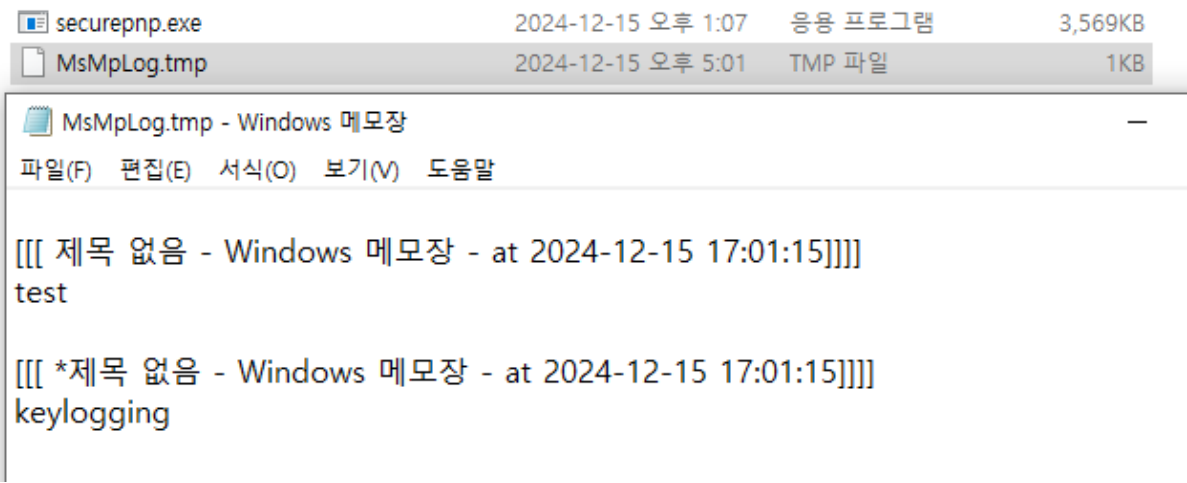 securepnp.exe 2024-12-15 오후 1:07 응용 프로그램 3,569KB
MsMpLog.tmp 2024-12-15 오후 5:01 TMP 파일 1KB
MsMpLog.tmp - Windows 메모장
파일(F) 편집(E) 서식(O) 보기(V) 도움말
[[[ 제목 없음 - Windows 메모장 - at 2024-12-15 17:01:15]]]]
test
[[[ *제목 없음 - Windows 메모장 - at 2024-12-15 17:01:15]]]]
keylogging